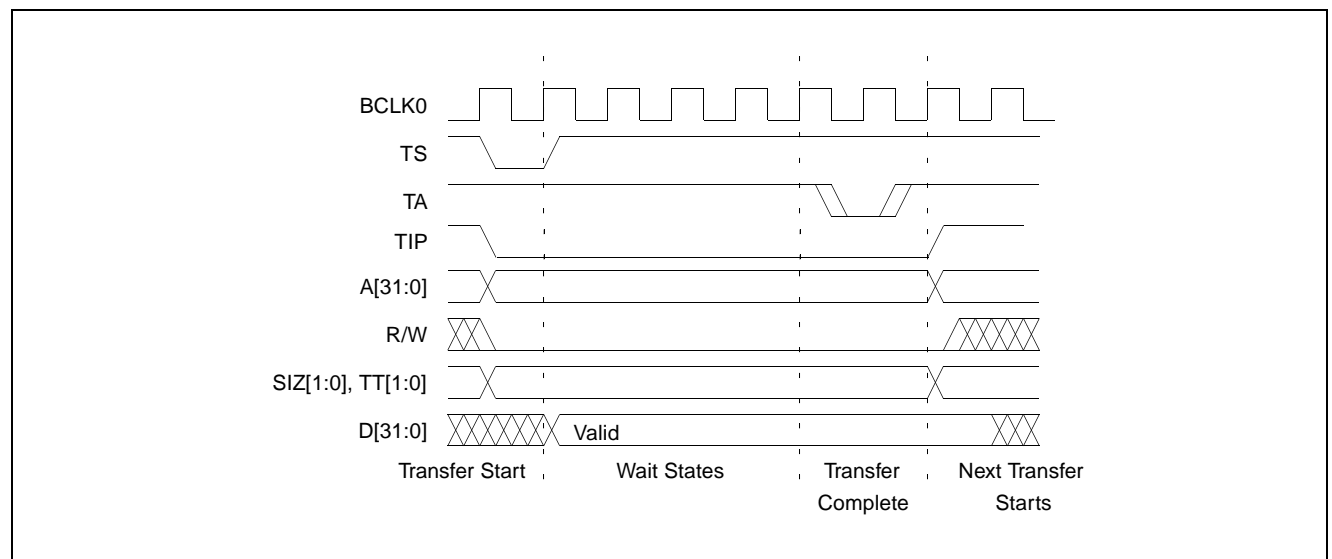 BCLK0
TS
TA
TIP
A[31:0]
R/W
SIZ[1:0], TT[1:0]
D[31:0]
Valid
Transfer Start
Wait States
Transfer
Complete
Next Transfer
Starts